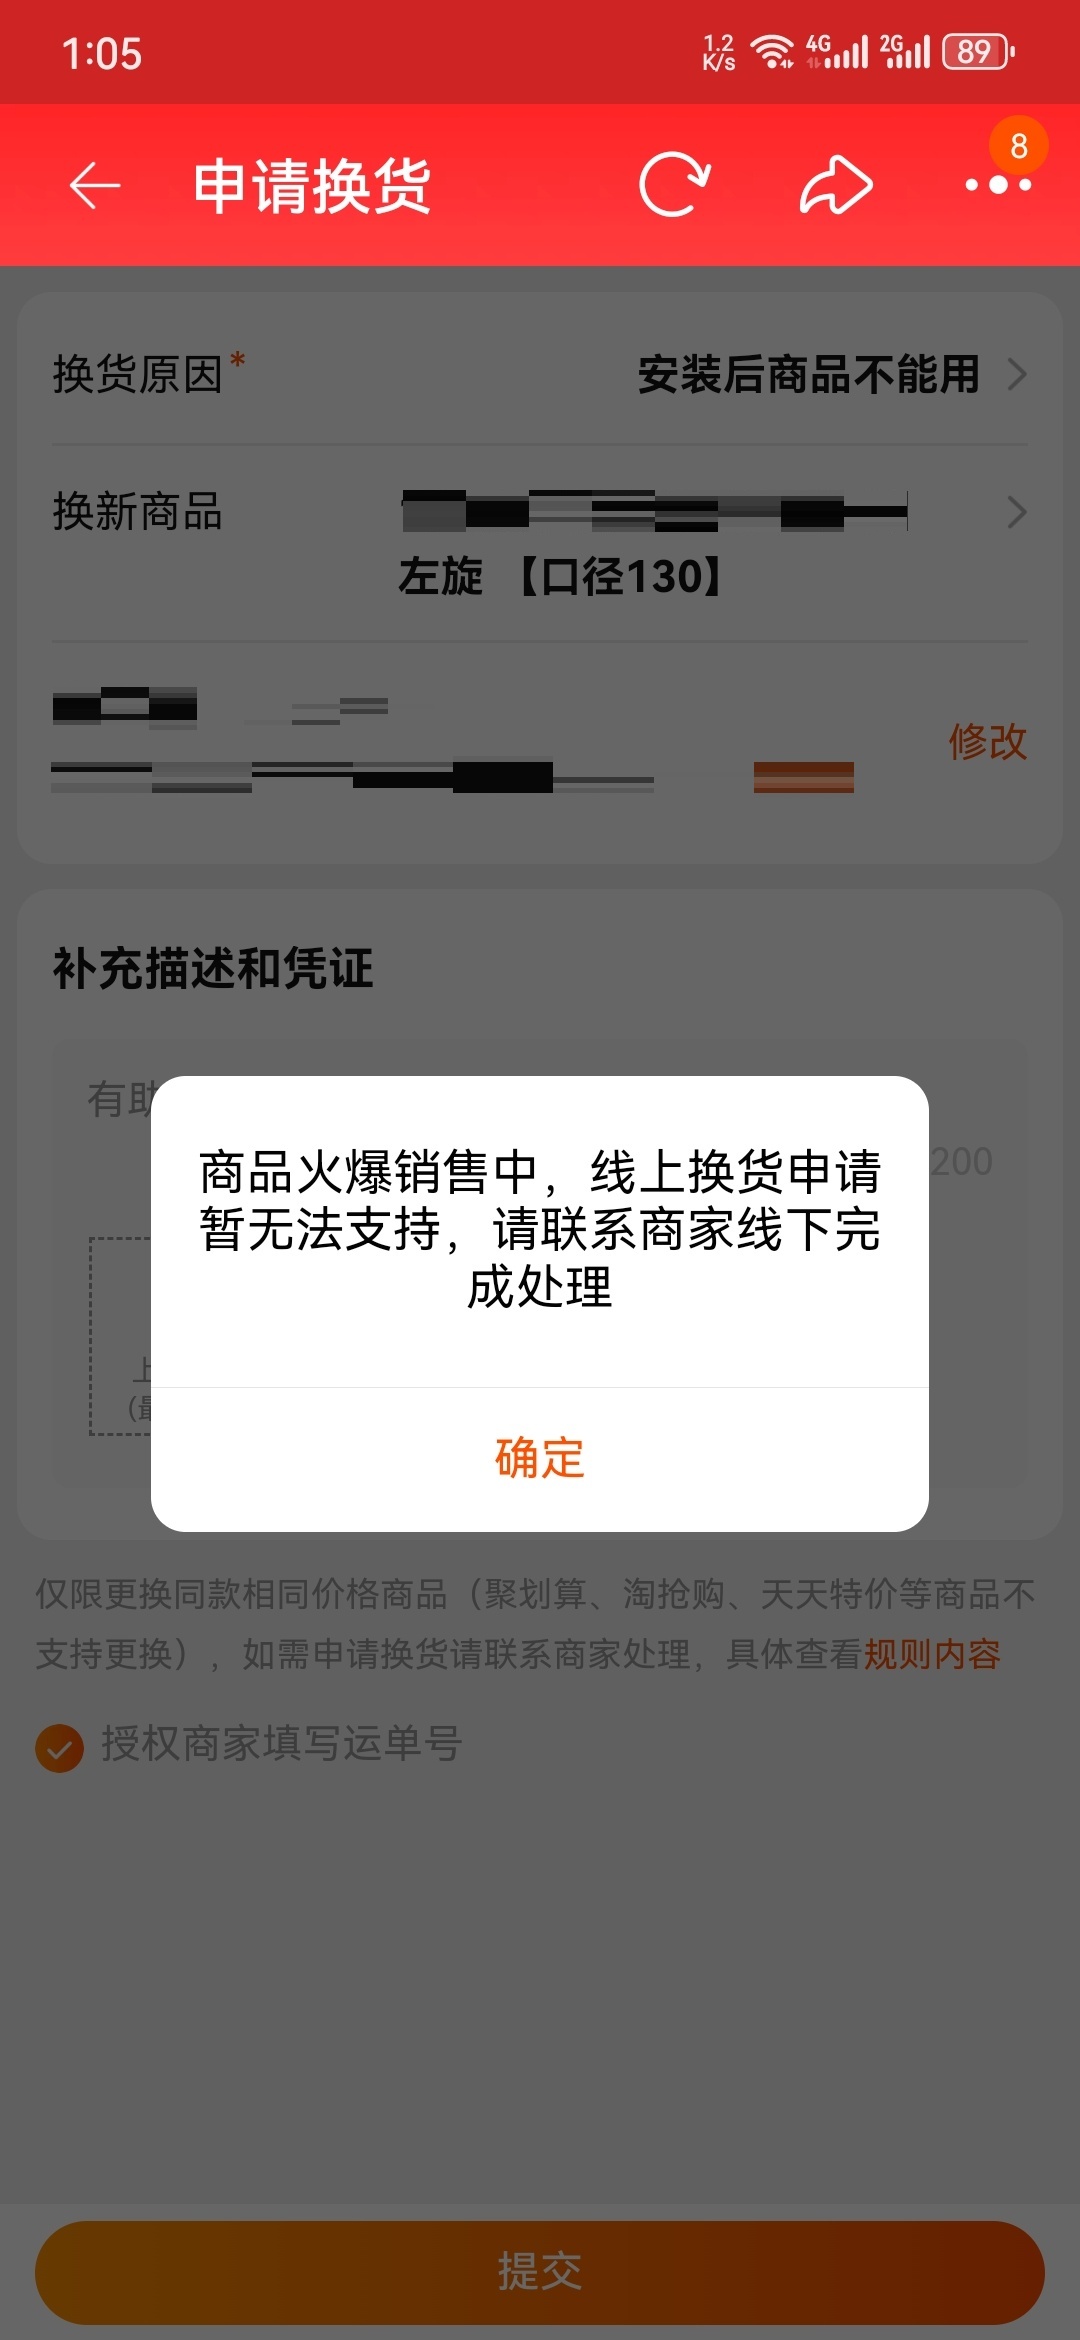 1:05
1.2
K/s
4G
2G
89
申请换货
8
换货原因*
安装后商品不能用
换新商品
左旋 【口径130】
修改
补充描述和凭证
有助
200
商品火爆销售中，线上换货申请
暂无法支持，请联系商家线下完
成处理
上
(最
确定
仅限更换同款相同价格商品（聚划算、淘抢购、天天特价等商品不
支持更换），如需申请换货请联系商家处理，具体查看规则内容
授权商家填写运单号
提交